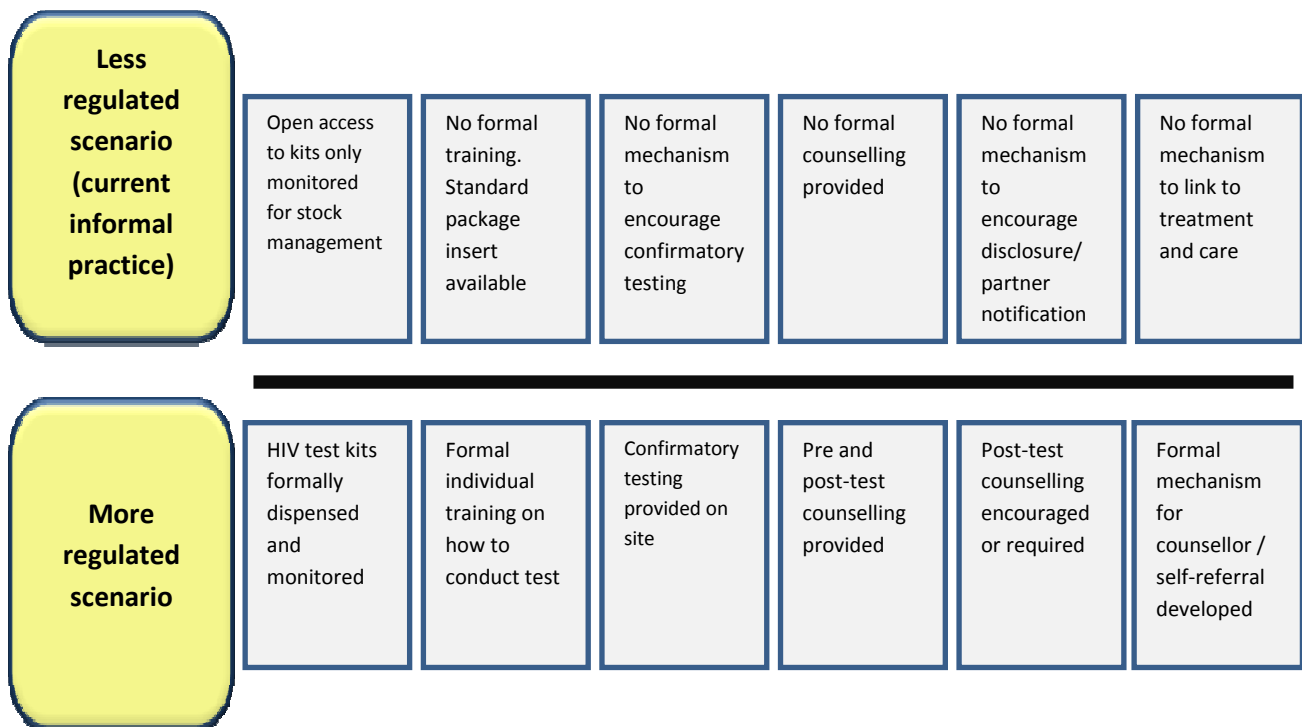 Less
regulated
scenario
(current
informal
practice)
Open access
to kits only
monitored
for stock
management
No formal
training.
Standard
package
insert
available
No formal
mechanism
to
encourage
confirmatory
testing
No formal
counselling
provided
No formal
mechanism
to
encourage
disclosure/
partner
notification
No formal
mechanism
to link to
treatment
and care
More
regulated
scenario
HIV test kits
formally
dispensed
and
monitored
Formal
individual
training on
how to
conduct test
Confirmatory
testing
provided on
site
Pre and
post-test
counselling
provided
Post-test
counselling
encouraged
or required
Formal
mechanism
for
counsellor /
self-referral
developed